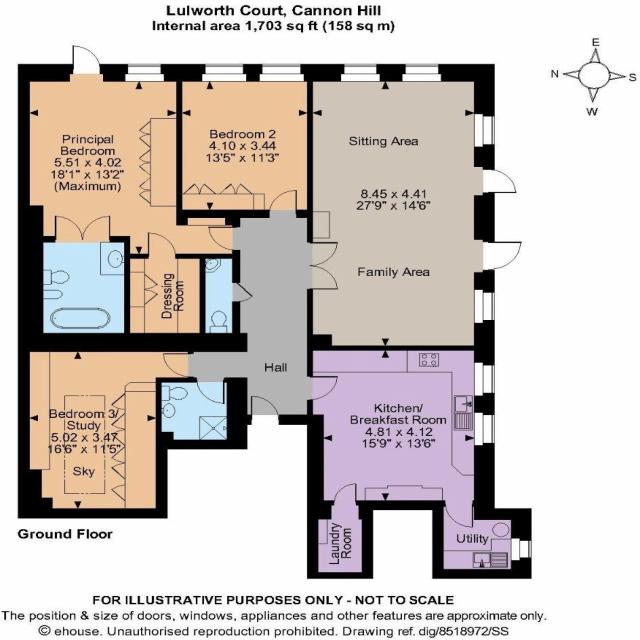 Lulworth Court, Cannon Hill
Internal area 1,703 sq ft (158 sq m)
E
N
S
W
Principal
Bedroom
5.51 x 4.02
18'1" x 13'2"
(Maximum)
Bedroom 2
4.10 x 3.44
13'5" x 11'3"
Sitting Area
8.45 x 4.41
27'9" x 14'6"
Family Area
Dressing
Room
Hall
Bedroom 3/
Study
5.02 x 3.47
16'6" x 11'5"
Sky
Kitchen/
Breakfast Room
4.81 x 4.12
15'9" x 13'6"
Laundry
Room
Utility
Ground Floor
FOR ILLUSTRATIVE PURPOSES ONLY - NOT TO SCALE
The position & size of doors, windows, appliances and other features are approximate only.
© ehouse. Unauthorised reproduction prohibited. Drawing ref. dig/8518972/SS